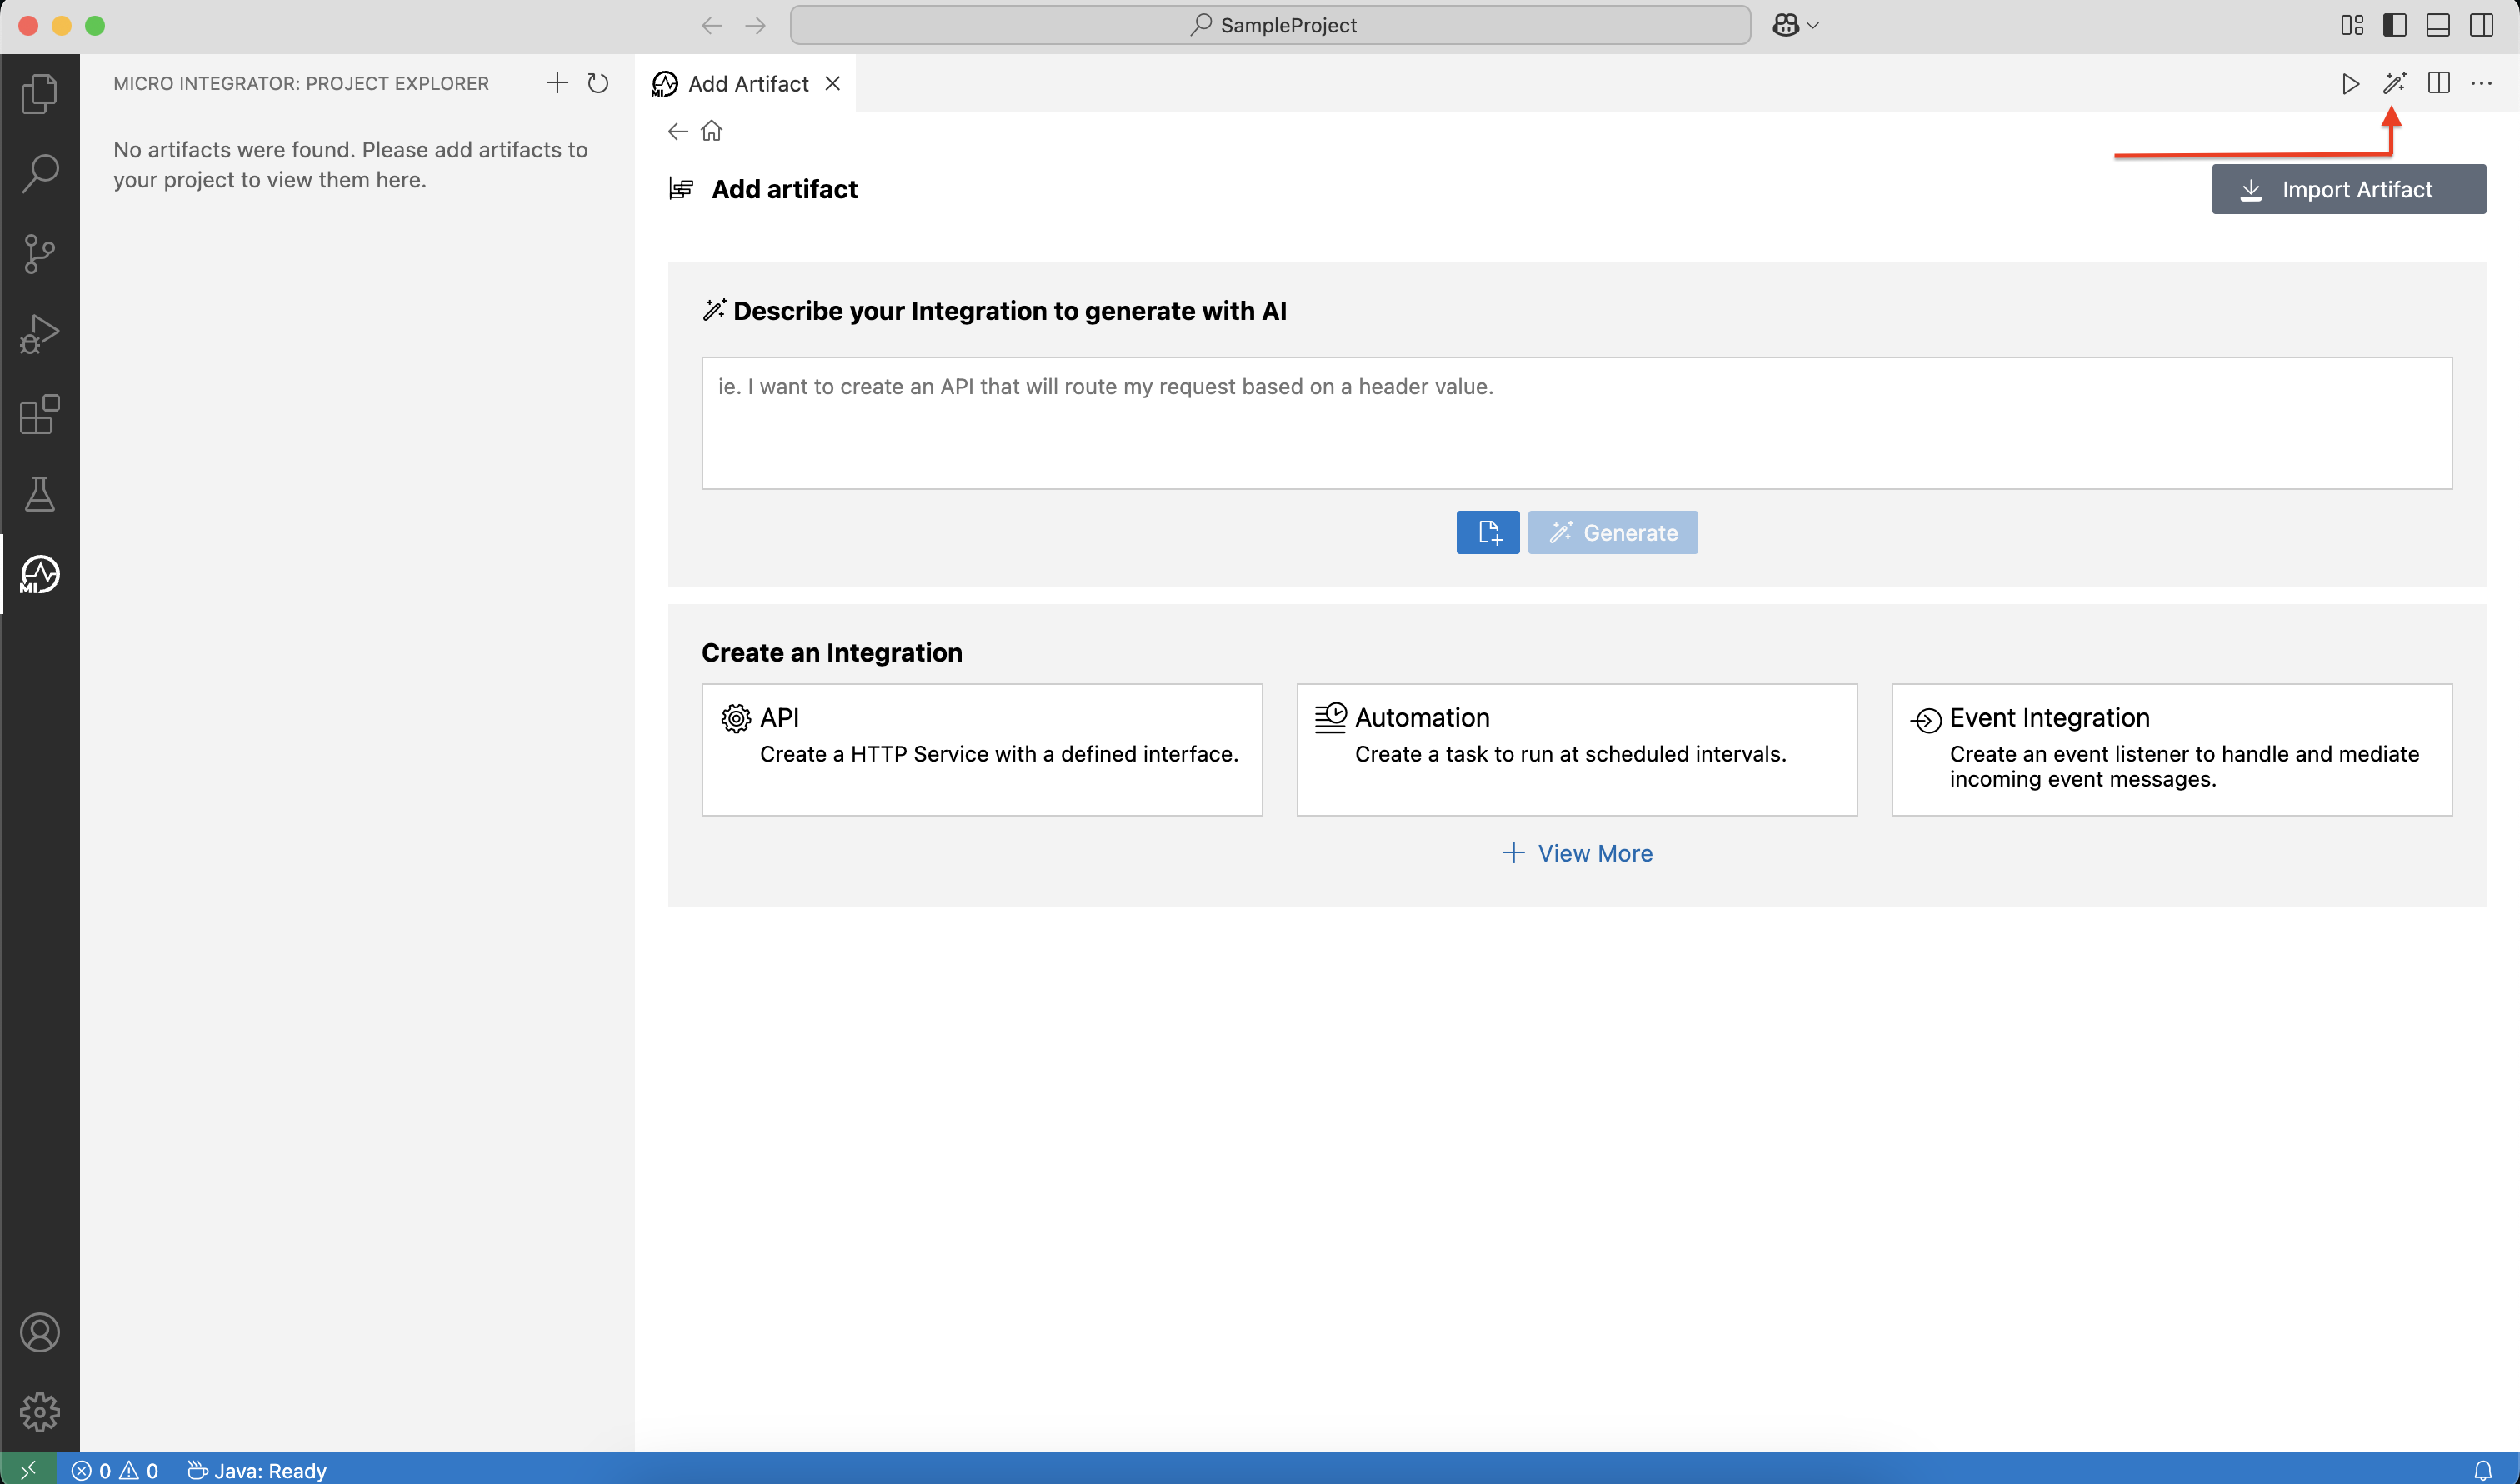 SampleProject
MICRO INTEGRATOR: PROJECT EXPLORER
No artifacts were found. Please add artifacts to
your project to view them here.
MI
Add Artifact
Add artifact
Import Artifact
Describe your Integration to generate with AI
ie. I want to create an API that will route my request based on a header value.
Generate
MI
Create an Integration
API
Create a HTTP Service with a defined interface.
Automation
Create a task to run at scheduled intervals.
Event Integration
Create an event listener to handle and mediate
incoming event messages.
View More
0 0 Java: Ready